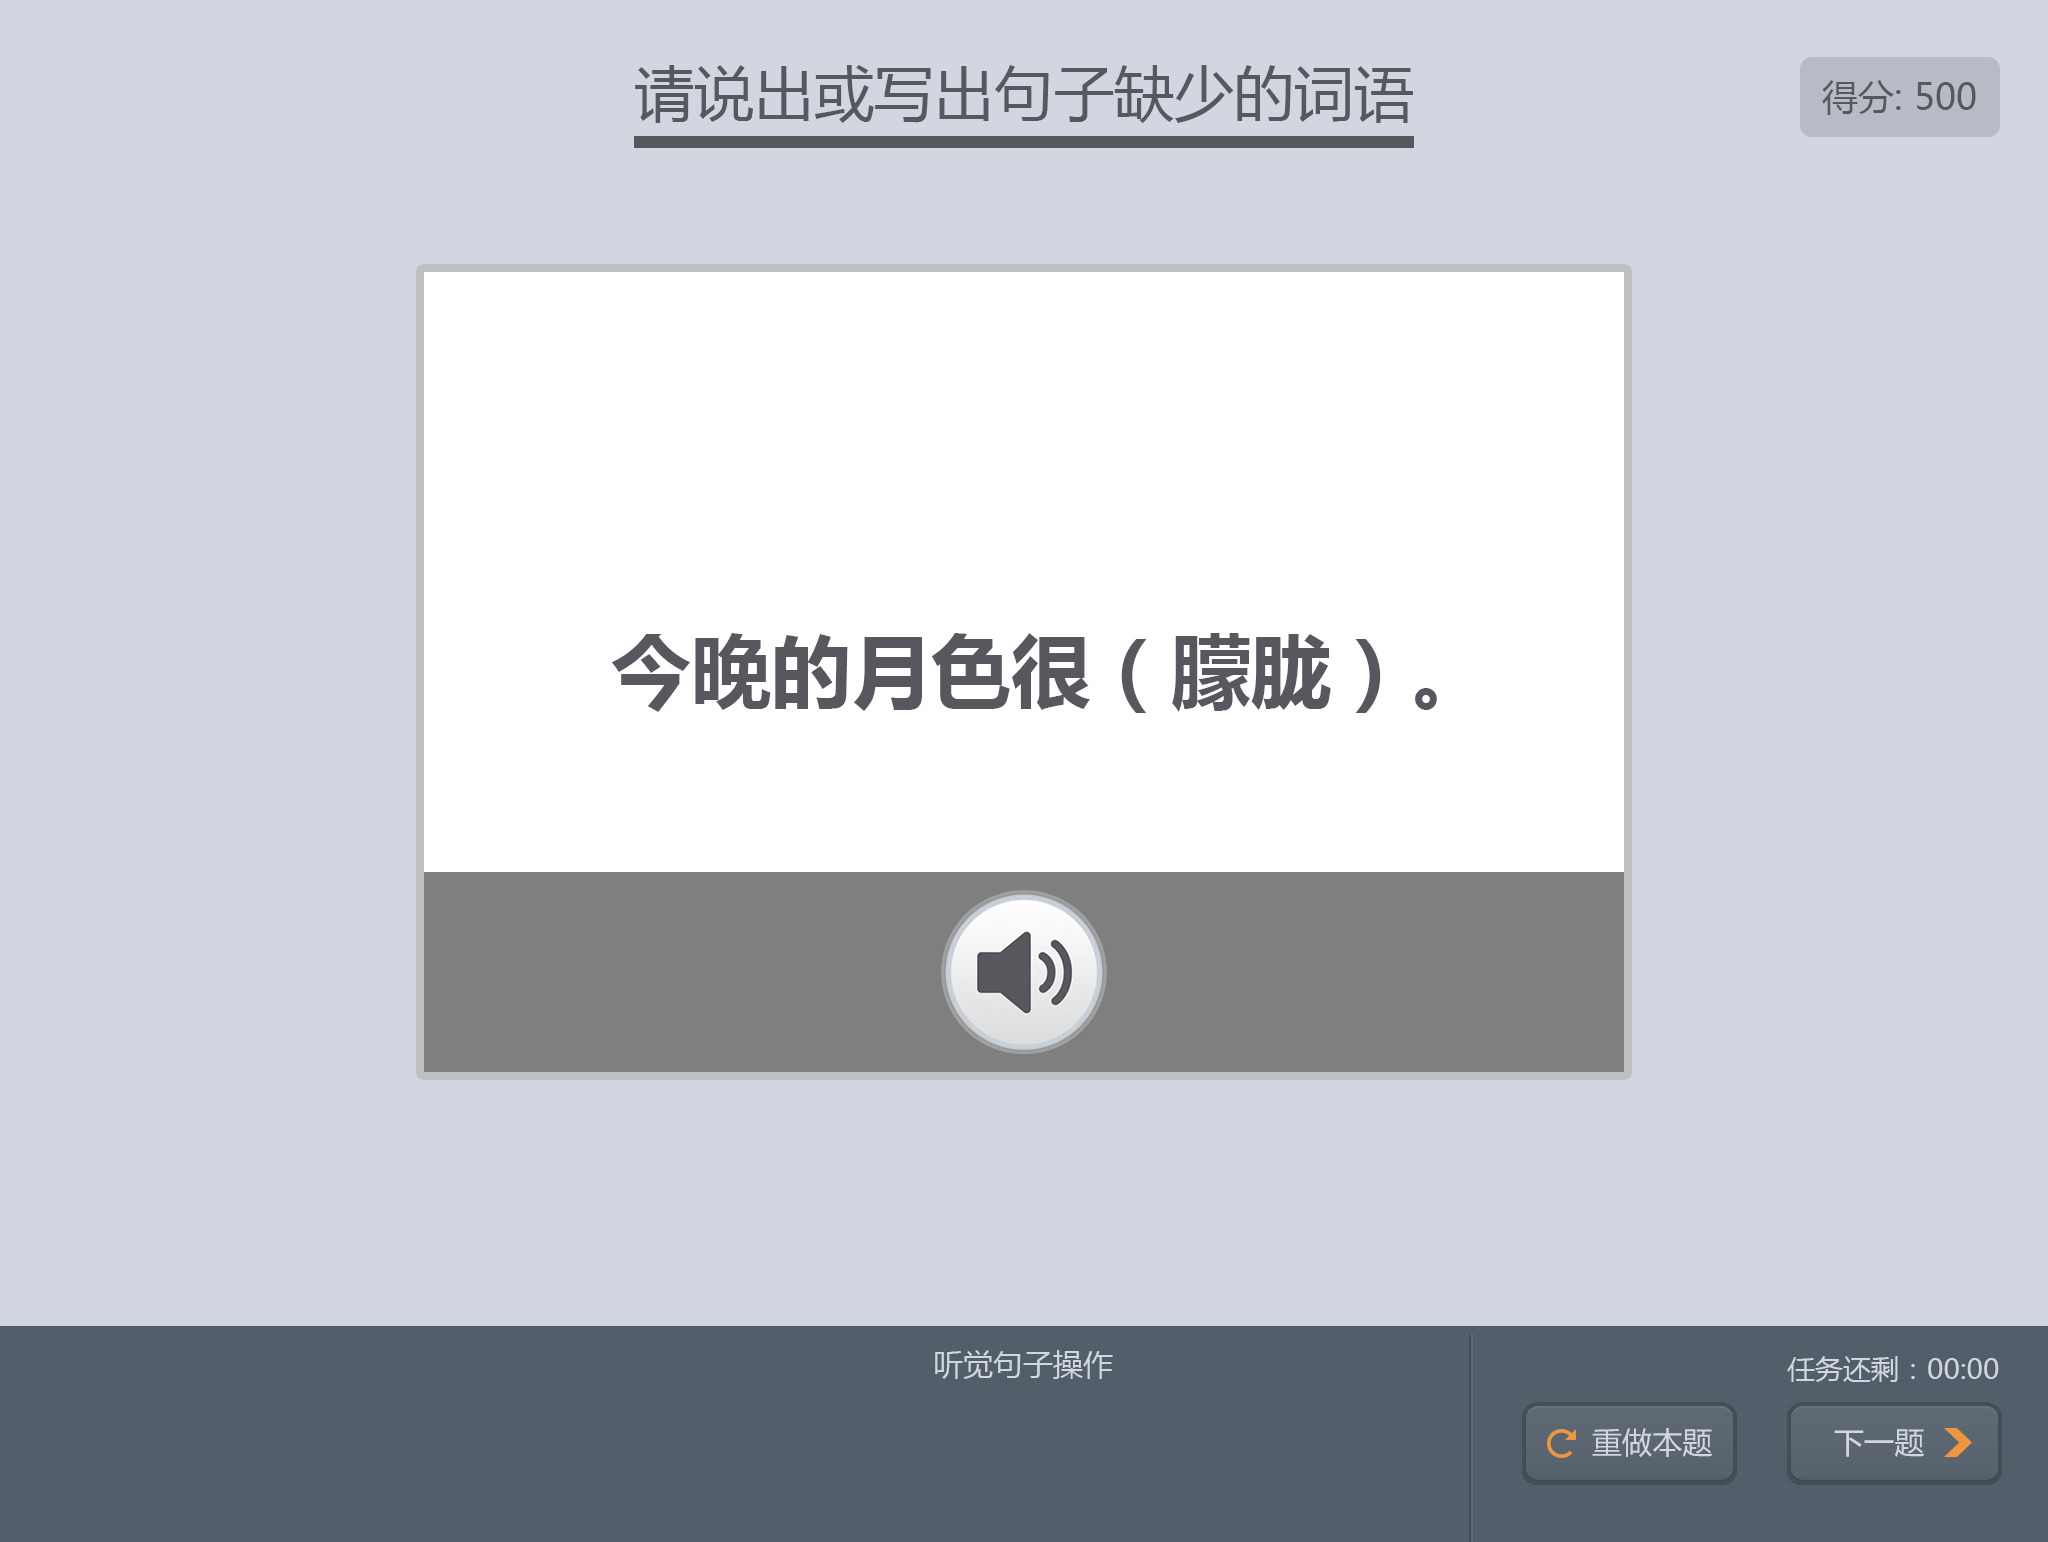 请说出或写出句子缺少的词语
得分: 500
今晚的月色很（朦胧）。
听觉句子操作
任务还剩：00:00
重做本题
下一题